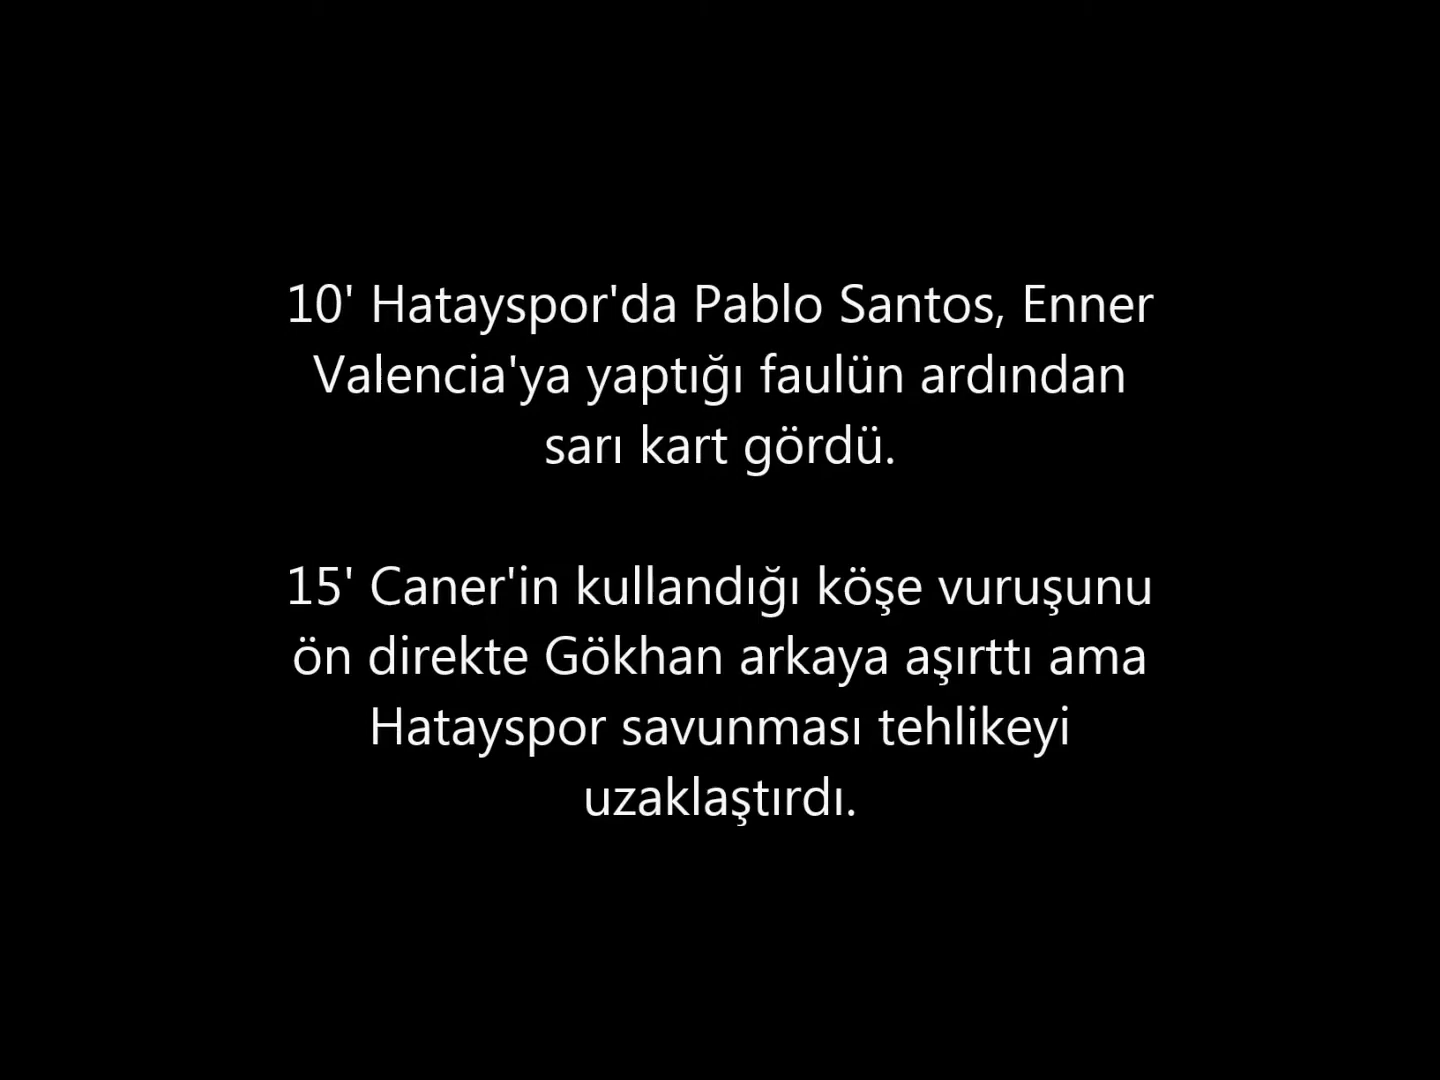 10' Hatayspor'da Pablo Santos, Enner
Valencia'ya yaptığı faulün ardından
sarı kart gördü.
15' Caner'in kullandığı köşe vuruşunu
ön direkte Gökhan arkaya aşırttı ama
Hatayspor savunması tehlikeyi
uzaklaştırdı.